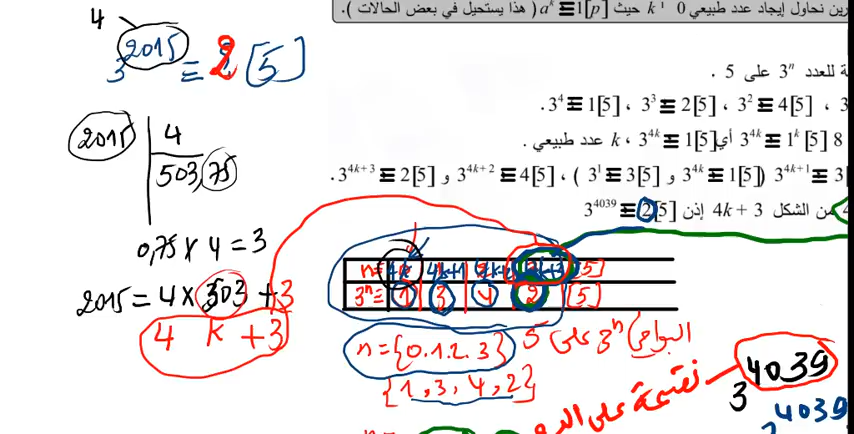 رين نحاول إيجاد عدد طبيعي k ≠ 0 حيث a^k ≡ 1[p] ( هذا يستحيل في بعض الحالات ) .
4
3^2015 ≡ 2 [5]
ة للعدد 3^n على 5 .
3^2 ≡ 4[5] ، 3^3 ≡ 2[5] ، 3^4 ≡ 1[5] .
3^4k ≡ 1^k [5] أي 3^4k ≡ 1[5] ، k عدد طبيعي .
3^4k+1 ≡ 3[ (3^4k ≡ 1[5] و 3^1 ≡ 3[5] ) ، 3^4k+2 ≡ 4[5] و 3^4k+3 ≡ 2[5] .
من الشكل 4k + 3 إذن 3^4039 ≡ 2[5]
2015 | 4
503,75
0,75 × 4 = 3
2015 = 4 × 503 + 3
4 k + 3
n= 4k 4k+1 4k+2 4k+3 [5]
3^n ≡ 1 3 4 2 [5]
n = {0.1.2.3}
البواقي 3^n على 5
{1,3,4,2}
3^4039
على
4039